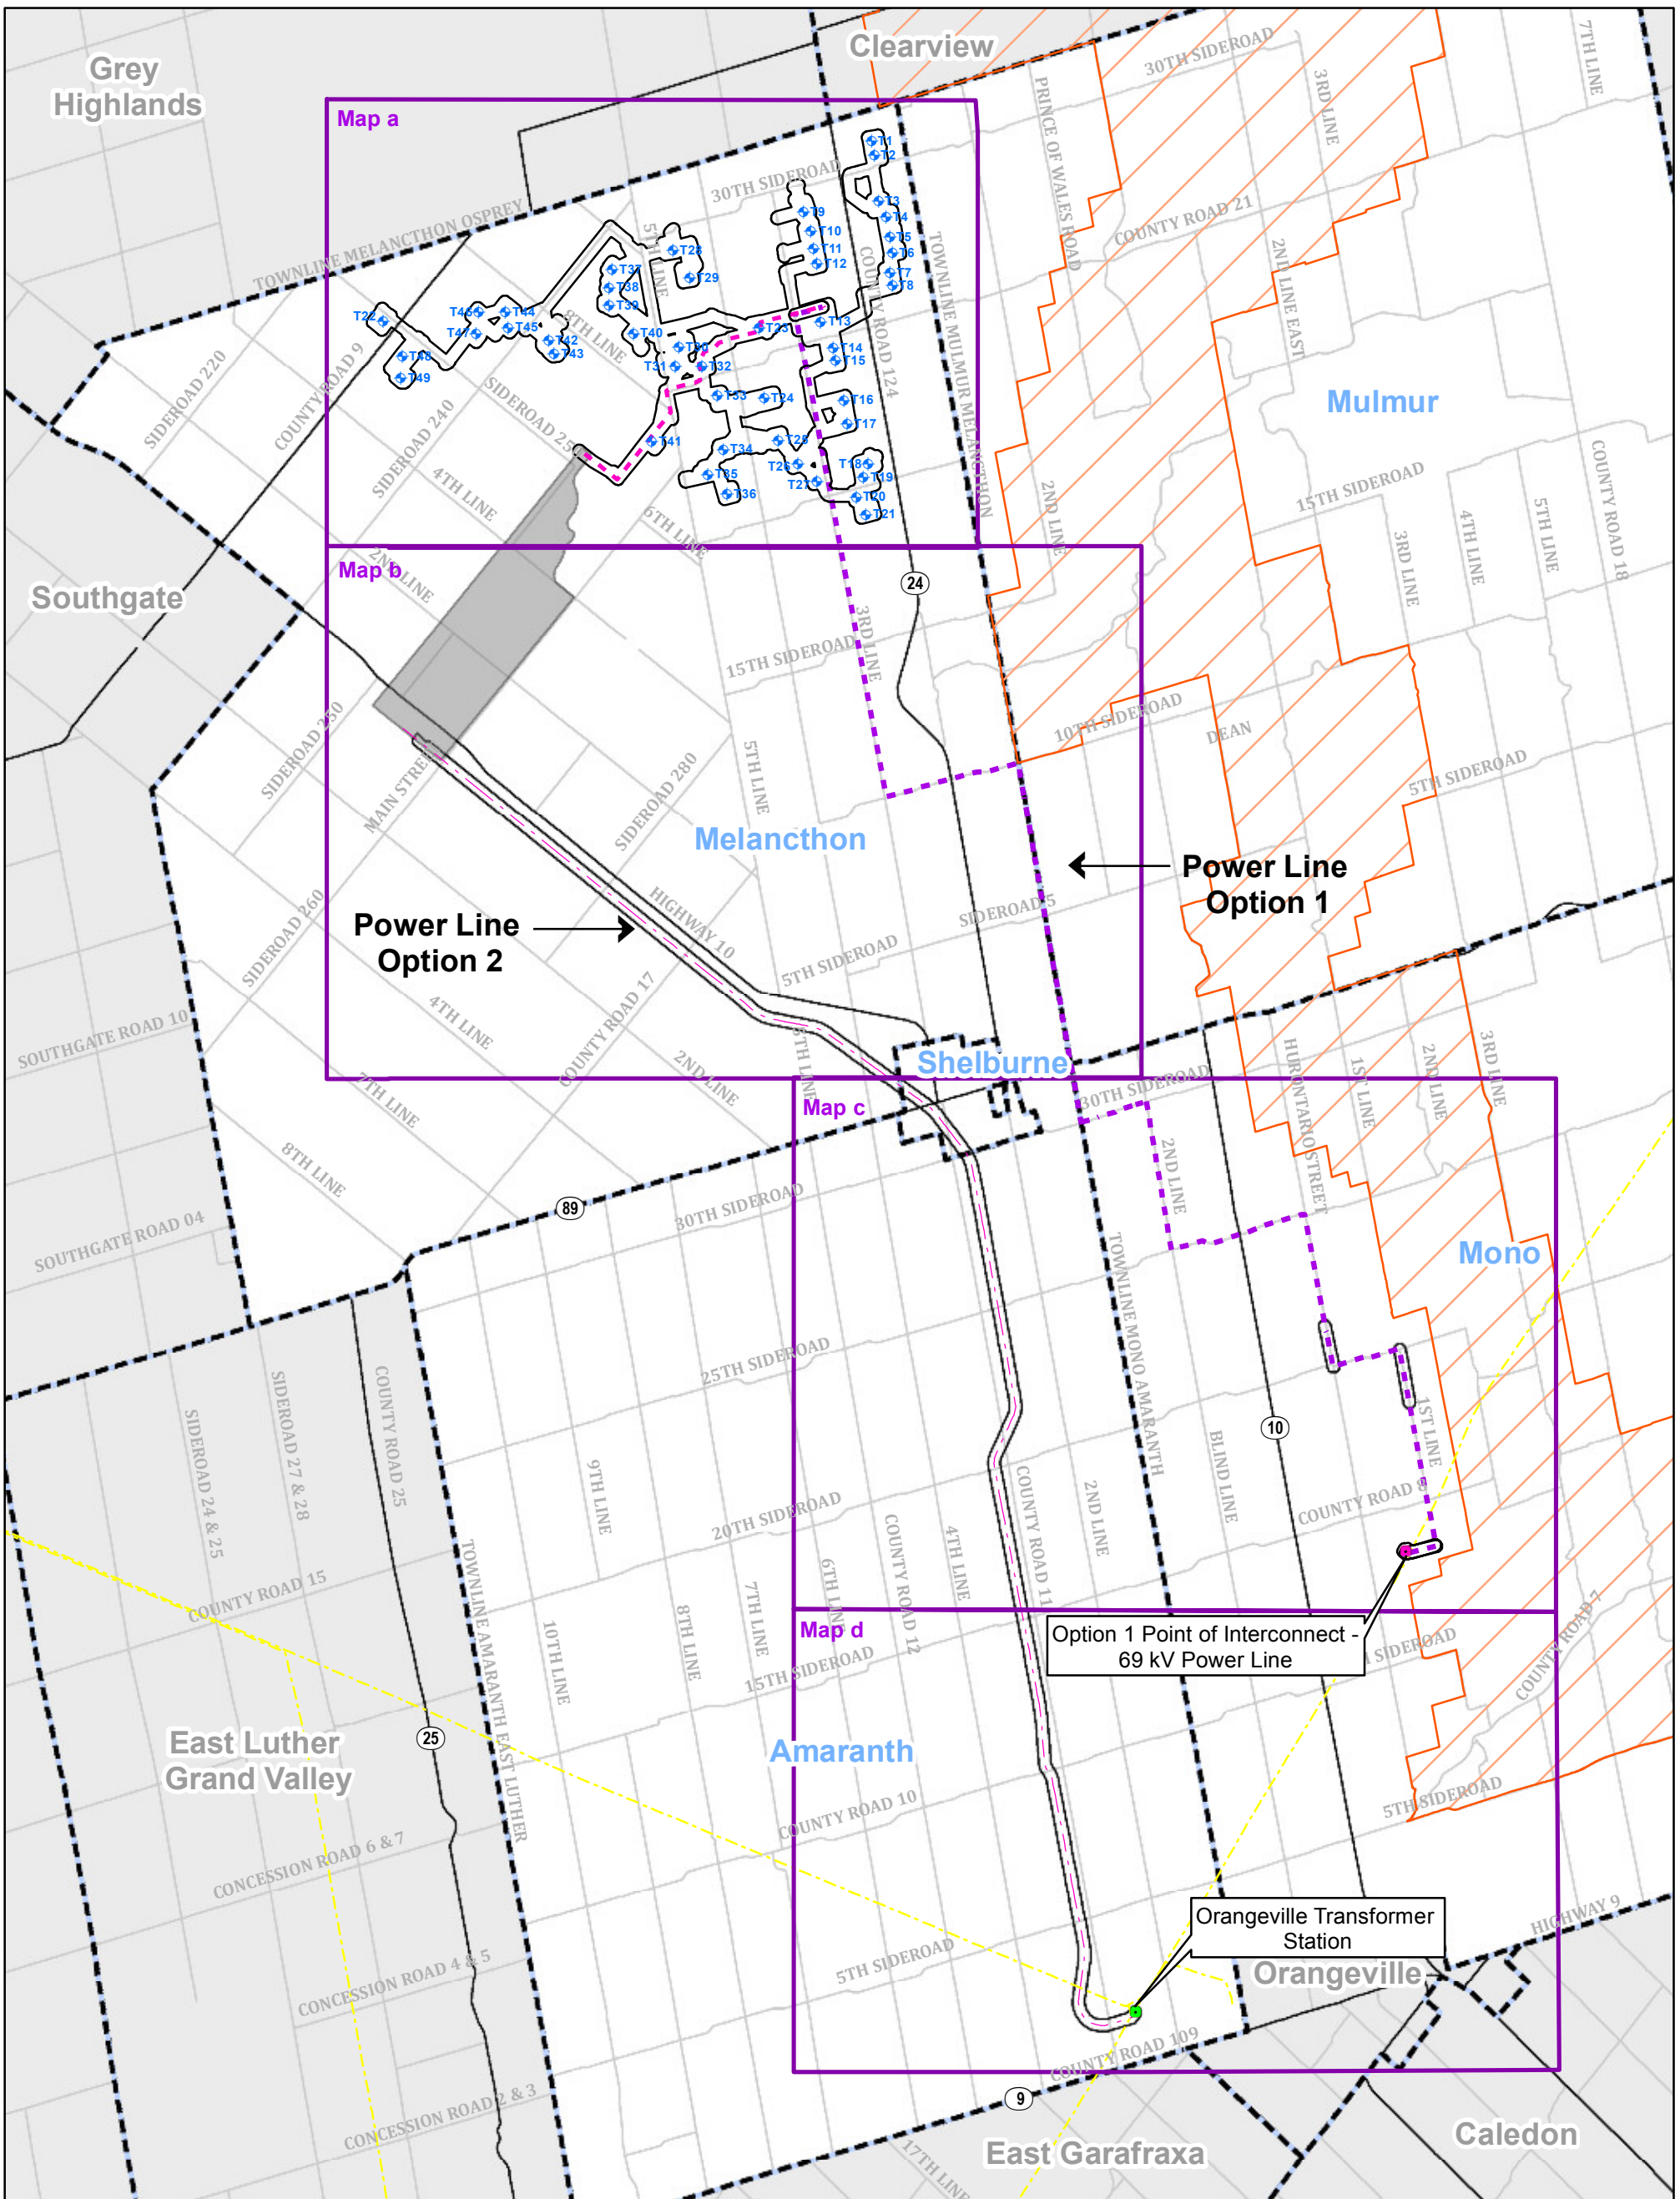 Grey
Highlands
Clearview
Map a
30TH SIDEROAD
7TH LINE
3RD LINE
PRINCE OF WALES ROAD
T1
T2
30TH SIDEROAD
COUNTY ROAD 21
T3
T4
T5
T6
T7
T8
T9
T10
T11
T12
TOWNLINE MELANCTHON OSPREY
5TH LINE
T28
T29
T37
T38
T39
COUNTY ROAD 124
TOWNLINE MULMUR MELANCTHON
2ND LINE EAST
T22
T46
T44
T45
T47
T42
T43
T40
8TH LINE
T23
T13
T14
T15
T30
T31
T32
T48
T49
SIDEROAD 220
COUNTY ROAD 9
SIDEROAD 240
SIDEROAD 25
T33
T24
T16
T17
Mulmur
T41
T34
T25
T26
T27
T18
T19
T20
T21
T35
T36
4TH LINE
6TH LINE
2ND LINE
15TH SIDEROAD
COUNTY ROAD 18
3RD LINE
4TH LINE
5TH LINE
Map b
2ND LINE
24
Southgate
15TH SIDEROAD
3RD LINE
10TH SIDEROAD
DEAN
5TH SIDEROAD
SIDEROAD 250
MAIN STREET
SIDEROAD 280
5TH LINE
Melancthon
Power Line
Option 1
SIDEROAD 260
Power Line
Option 2
HIGHWAY 10
SIDEROAD 5
5TH SIDEROAD
COUNTY ROAD 17
4TH LINE
2ND LINE
5TH LINE
SOUTHGATE ROAD 10
7TH LINE
8TH LINE
Shelburne
Map c
30TH SIDEROAD
HURONTARIO STREET
1ST LINE
2ND LINE
3RD LINE
2ND LINE
89
30TH SIDEROAD
SOUTHGATE ROAD 04
TOWNLINE MONO AMARANTH
Mono
25TH SIDEROAD
SIDEROAD 24 & 25
SIDEROAD 27 & 28
COUNTY ROAD 25
1ST LINE
10
BLIND LINE
COUNTY ROAD 8
9TH LINE
20TH SIDEROAD
COUNTY ROAD 11
2ND LINE
4TH LINE
COUNTY ROAD 12
6TH LINE
7TH LINE
8TH LINE
10TH LINE
TOWNLINE AMARANTH EAST LUTHER
COUNTY ROAD 15
Map d
Option 1 Point of Interconnect -
69 kV Power Line
SIDEROAD
COUNTY ROAD 7
15TH SIDEROAD
25
East Luther
Grand Valley
Amaranth
COUNTY ROAD 10
5TH SIDEROAD
CONCESSION ROAD 6 & 7
Orangeville Transformer
Station
HIGHWAY 9
Orangeville
5TH SIDEROAD
CONCESSION ROAD 4 & 5
COUNTY ROAD 109
CONCESSION ROAD 2 & 3
9
17TH LINE
East Garafraxa
Caledon